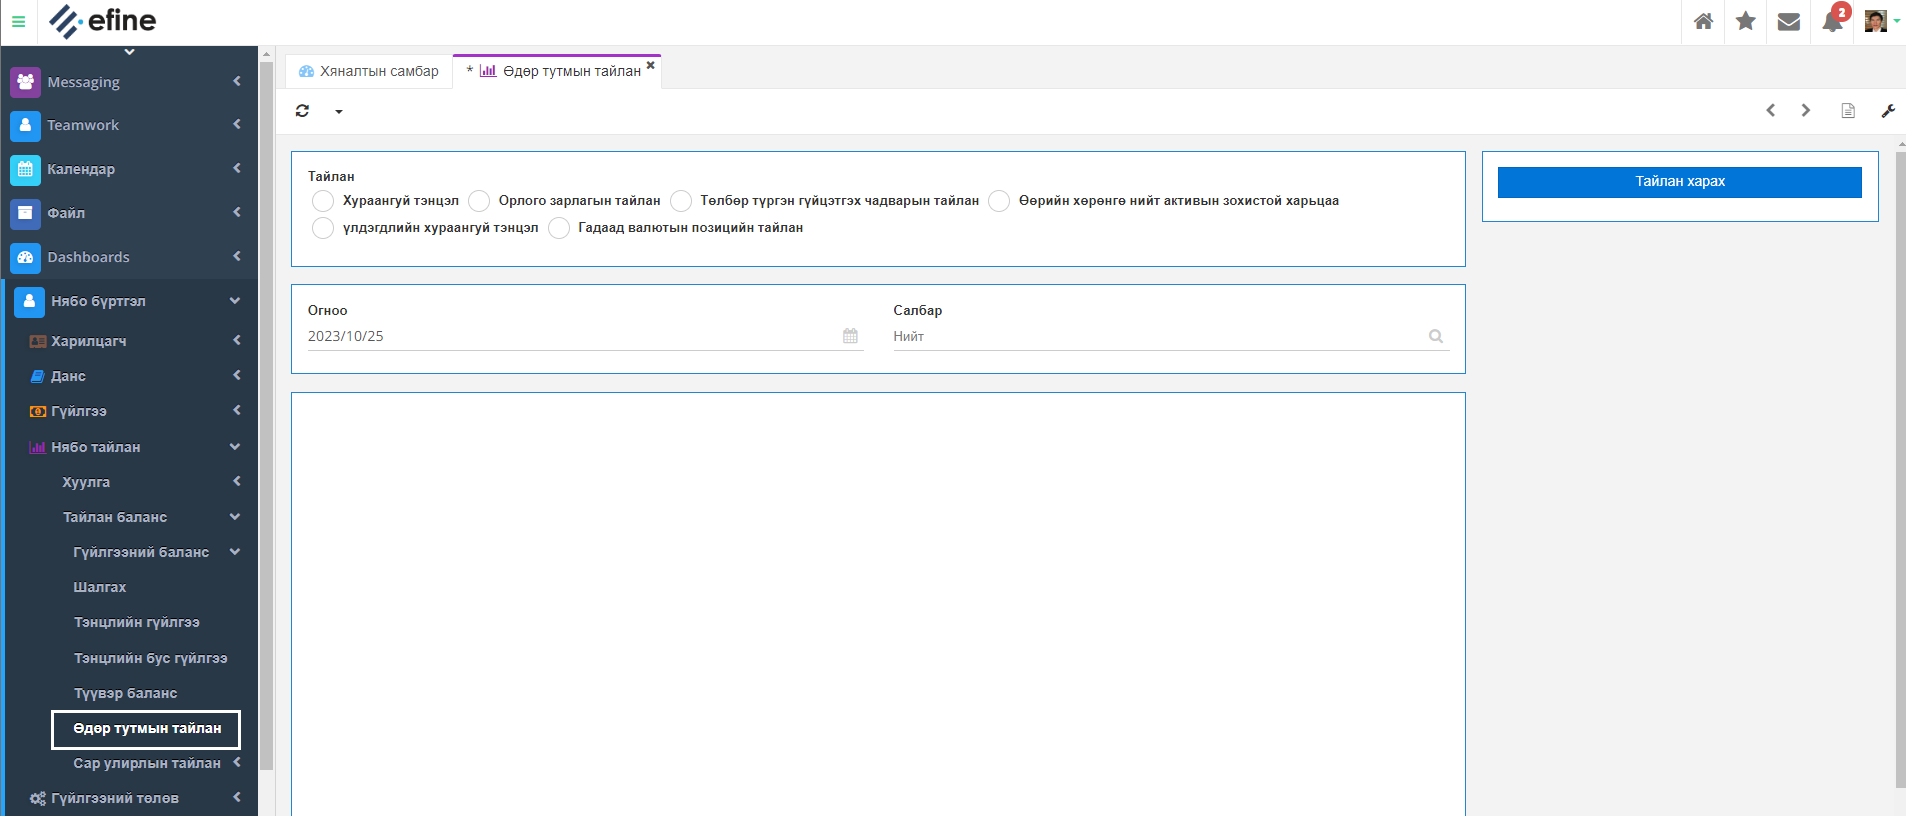 efine
2
Messaging
Teamwork
Календар
Файл
Dashboards
Нябо бүртгэл
Харилцагч
Данс
Гүйлгээ
Нябо тайлан
Хуулга
Тайлан баланс
Гүйлгээний баланс
Шалгах
Тэнцлийн гүйлгээ
Тэнцлийн бус гүйлгээ
Түүвэр баланс
Өдөр тутмын тайлан
Сар улирлын тайлан
Гүйлгээний төлөв
Хяналтын самбар
* Өдөр тутмын тайлан
Тайлан
Хураангуй тэнцэл Орлого зарлагын тайлан Төлбөр түргэн гүйцэтгэх чадварын тайлан Өөрийн хөрөнгө нийт активын зохистой харьцаа
үлдэгдлийн хураангуй тэнцэл Гадаад валютын позицийн тайлан
Огноо Салбар
2023/10/25 Нийт
Тайлан харах